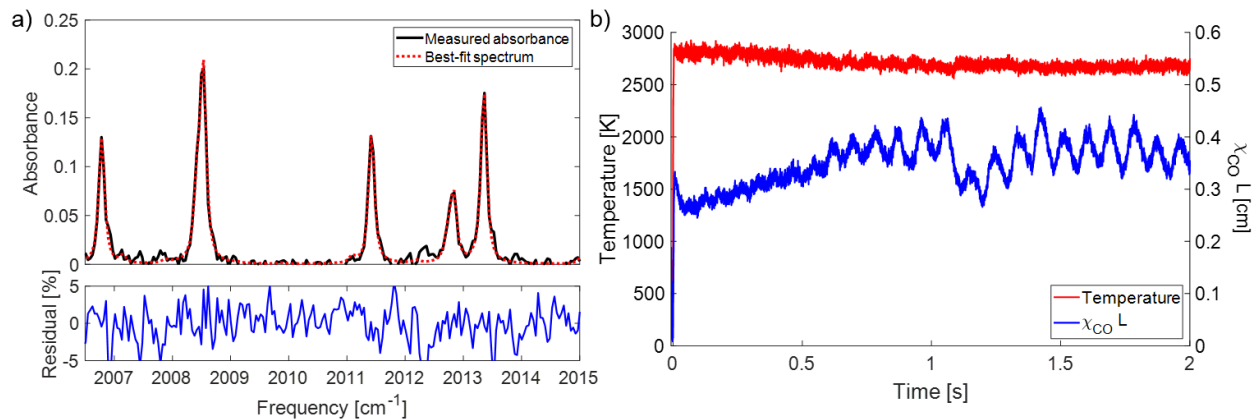 a)
0.25
0.2
0.15
0.1
0.05
0
Absorbance
Measured absorbance
Best-fit spectrum
5
0
-5
Residual [%]
2007 2008 2009 2010 2011 2012 2013 2014 2015
Frequency [cm-1]
b)
3000
2500
2000
1500
1000
500
0
Temperature [K]
0.6
0.5
0.4
0.3
0.2
0.1
0
χCO L [cm]
Temperature
χCO L
0 0.5 1 1.5 2
Time [s]